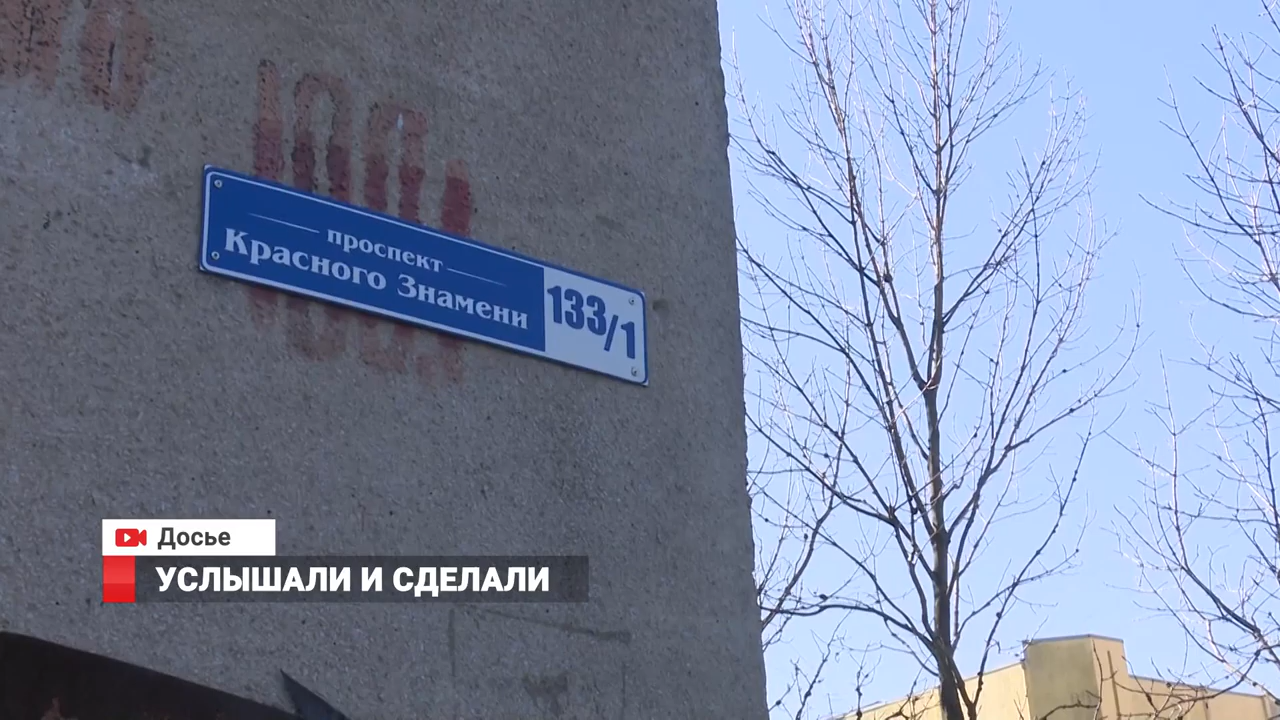 проспект
Красного Знамени
133/1
Досье
УСЛЫШАЛИ И СДЕЛАЛИ